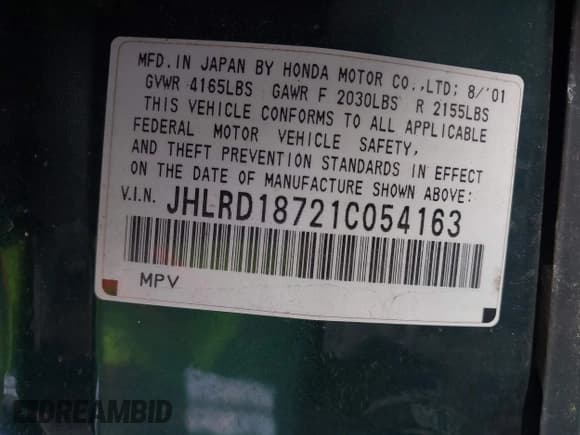 MFD. IN JAPAN BY HONDA MOTOR CO.,LTD; 8/'01
GVWR 4165LBS GAWR F 2030LBS R 2155LBS
THIS VEHICLE CONFORMS TO ALL APPLICABLE
FEDERAL MOTOR VEHICLE SAFETY,
AND THEFT PREVENTION STANDARDS IN EFFECT
ON THE DATE OF MANUFACTURE SHOWN ABOVE:
V.I.N. JHLRD18721C054163
MPV
DREAMBID